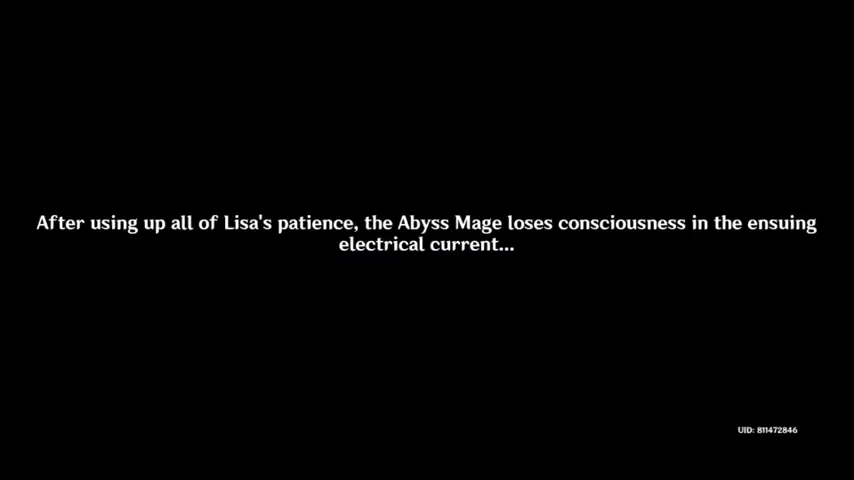 After using up all of Lisa's patience, the Abyss Mage loses consciousness in the ensuing
electrical current...
UID: 811472846